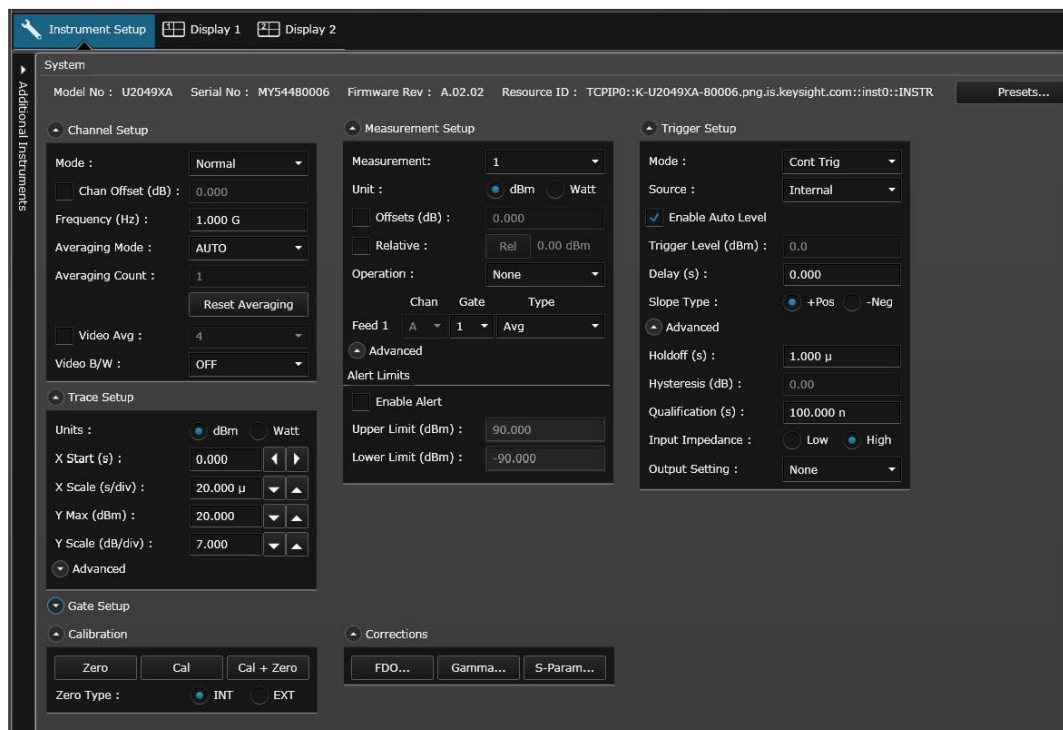 Instrument Setup
1 Display 1
2 Display 2
Additional Instruments
System
Model No : U2049XA Serial No : MY54480006 Firmware Rev : A.02.02 Resource ID : TCPIP0::K-U2049XA-80006.png.is.keysight.com::inst0::INSTR
Presets...
Channel Setup
Mode : Normal
Chan Offset (dB) : 0.000
Frequency (Hz) : 1.000 G
Averaging Mode : AUTO
Averaging Count : 1
Reset Averaging
Video Avg : 4
Video B/W : OFF
Trace Setup
Units : dBm Watt
X Start (s) : 0.000
X Scale (s/div) : 20.000 µ
Y Max (dBm) : 20.000
Y Scale (dB/div) : 7.000
Advanced
Gate Setup
Calibration
Zero Cal Cal + Zero
Zero Type : INT EXT
Measurement Setup
Measurement: 1
Unit : dBm Watt
Offsets (dB) : 0.000
Relative : Rel 0.00 dBm
Operation : None
Chan Gate Type
Feed 1 A 1 Avg
Advanced
Alert Limits
Enable Alert
Upper Limit (dBm) : 90.000
Lower Limit (dBm) : -90.000
Corrections
FDO... Gamma... S-Param...
Trigger Setup
Mode : Cont Trig
Source : Internal
Enable Auto Level
Trigger Level (dBm) : 0.0
Delay (s) : 0.000
Slope Type : +Pos -Neg
Advanced
Holdoff (s) : 1.000 µ
Hysteresis (dB) : 0.00
Qualification (s) : 100.000 n
Input Impedance : Low High
Output Setting : None